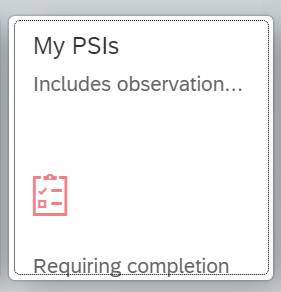 My PSIs
Includes observation...
Requiring completion